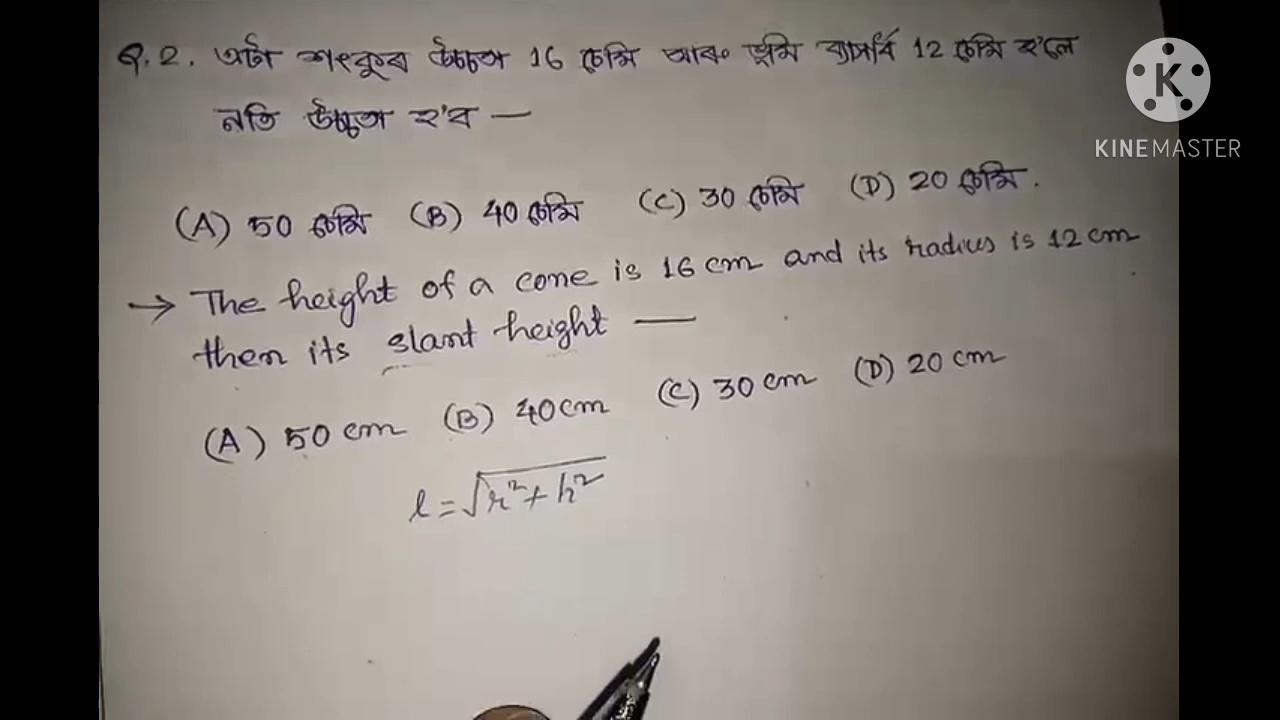 Q.2. এটা শংকুৰ উচ্চতা 16 চেমি আৰু ভূমি ব্যাসাৰ্ধ 12 চেমি হ'লে
নতি উচ্চতা হ'ব —
(A) 50 চেমি (B) 40 চেমি (C) 30 চেমি (D) 20 চেমি.
→ The height of a cone is 16 cm and its radius is 12 cm
then its slant height —
(A) 50 cm (B) 40 cm (C) 30 cm (D) 20 cm
l = √r²+h²
K
KINEMASTER